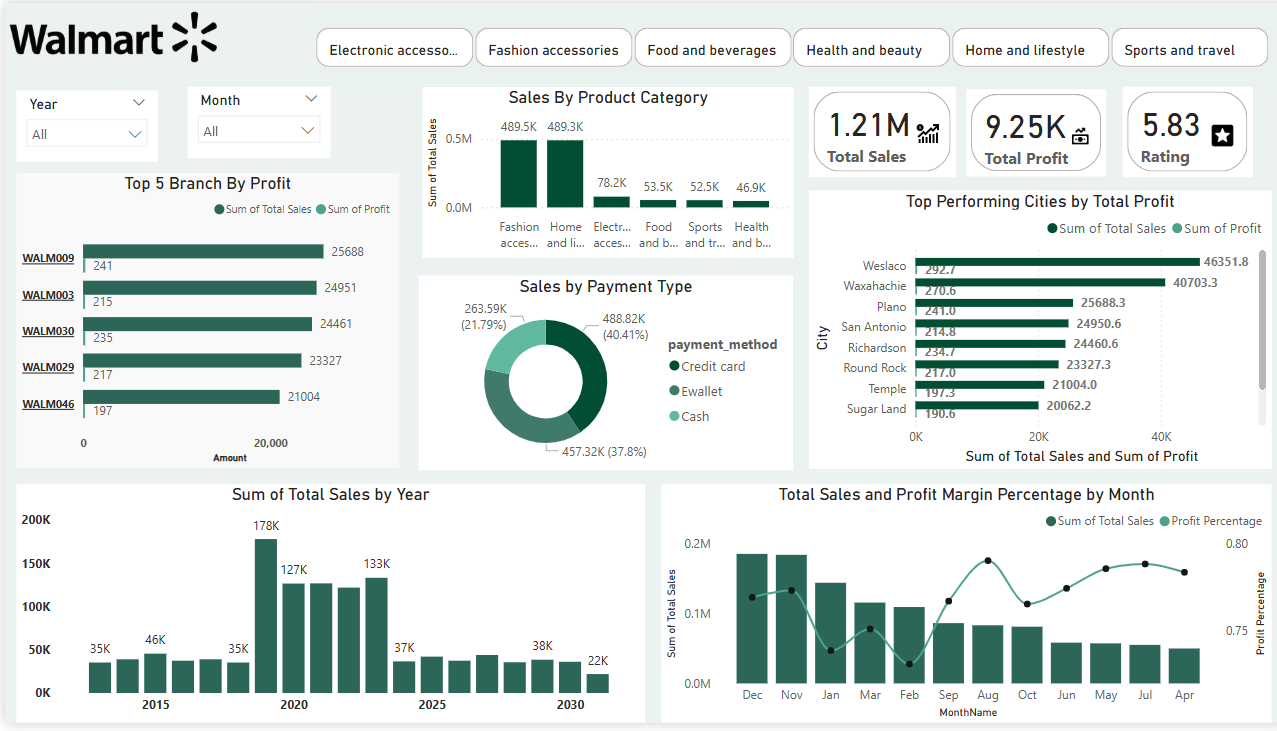 Walmart
Electronic accesso...
Fashion accessories
Food and beverages
Health and beauty
Home and lifestyle
Sports and travel
Year
All
Month
All
Sales By Product Category
Sum of Total Sales
0.5M
0.0M
489.5K
489.3K
78.2K
53.5K
52.5K
46.9K
Fashion acces...
Home and li...
Electr... acces...
Food and b...
Sports and tr...
Health and b...
1.21M
Total Sales
9.25K
Total Profit
5.83
Rating
Top 5 Branch By Profit
Sum of Total Sales
Sum of Profit
WALM009
25688
241
WALM003
24951
215
WALM030
24461
235
WALM029
23327
217
WALM046
21004
197
0
20,000
Amount
Sales by Payment Type
263.59K
(21.79%)
488.82K
(40.41%)
457.32K (37.8%)
payment_method
Credit card
Ewallet
Cash
Top Performing Cities by Total Profit
Sum of Total Sales
Sum of Profit
City
Weslaco
46351.8
292.7
Waxahachie
40703.3
270.6
Plano
25688.3
241.0
San Antonio
24950.6
214.8
Richardson
24460.6
234.7
Round Rock
23327.3
217.0
Temple
21004.0
197.3
Sugar Land
20062.2
190.6
0K
20K
40K
Sum of Total Sales and Sum of Profit
Sum of Total Sales by Year
200K
150K
100K
50K
0K
35K
46K
35K
178K
127K
133K
37K
38K
22K
2015
2020
2025
2030
Total Sales and Profit Margin Percentage by Month
Sum of Total Sales
Profit Percentage
Sum of Total Sales
0.2M
0.1M
0.0M
0.80
0.75
Profit Percentage
Dec
Nov
Jan
Mar
Feb
Sep
Aug
Oct
Jun
May
Jul
Apr
MonthName